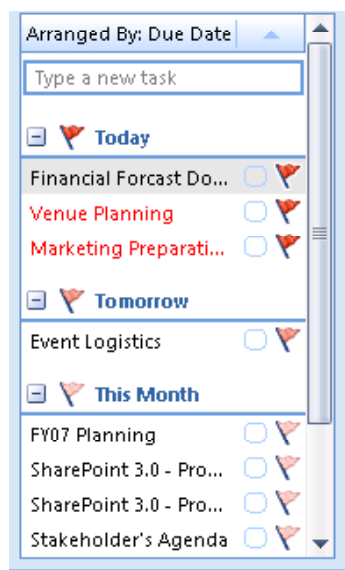 Arranged By: Due Date
Type a new task
Today
Financial Forcast Do...
Venue Planning
Marketing Preparati...
Tomorrow
Event Logistics
This Month
FY07 Planning
SharePoint 3.0 - Pro...
SharePoint 3.0 - Pro...
Stakeholder's Agenda